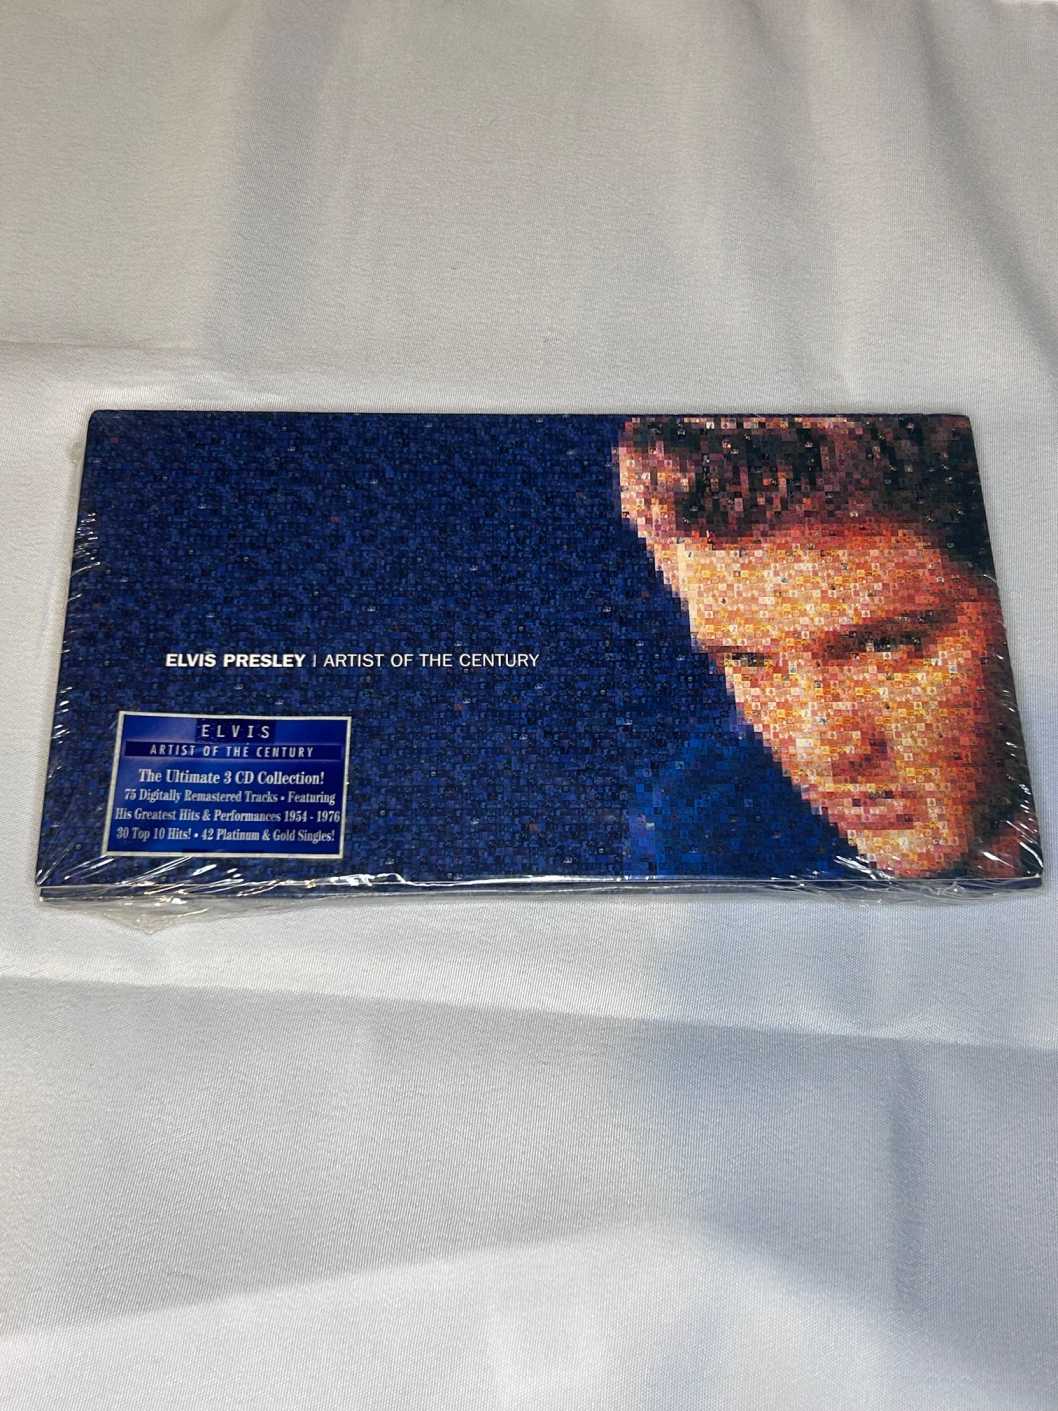 ELVIS PRESLEY | ARTIST OF THE CENTURY
ELVIS
ARTIST OF THE CENTURY
The Ultimate 3 CD Collection!
75 Digitally Remastered Tracks • Featuring
His Greatest Hits & Performances 1954 - 1976
30 Top 10 Hits! • 42 Platinum & Gold Singles!